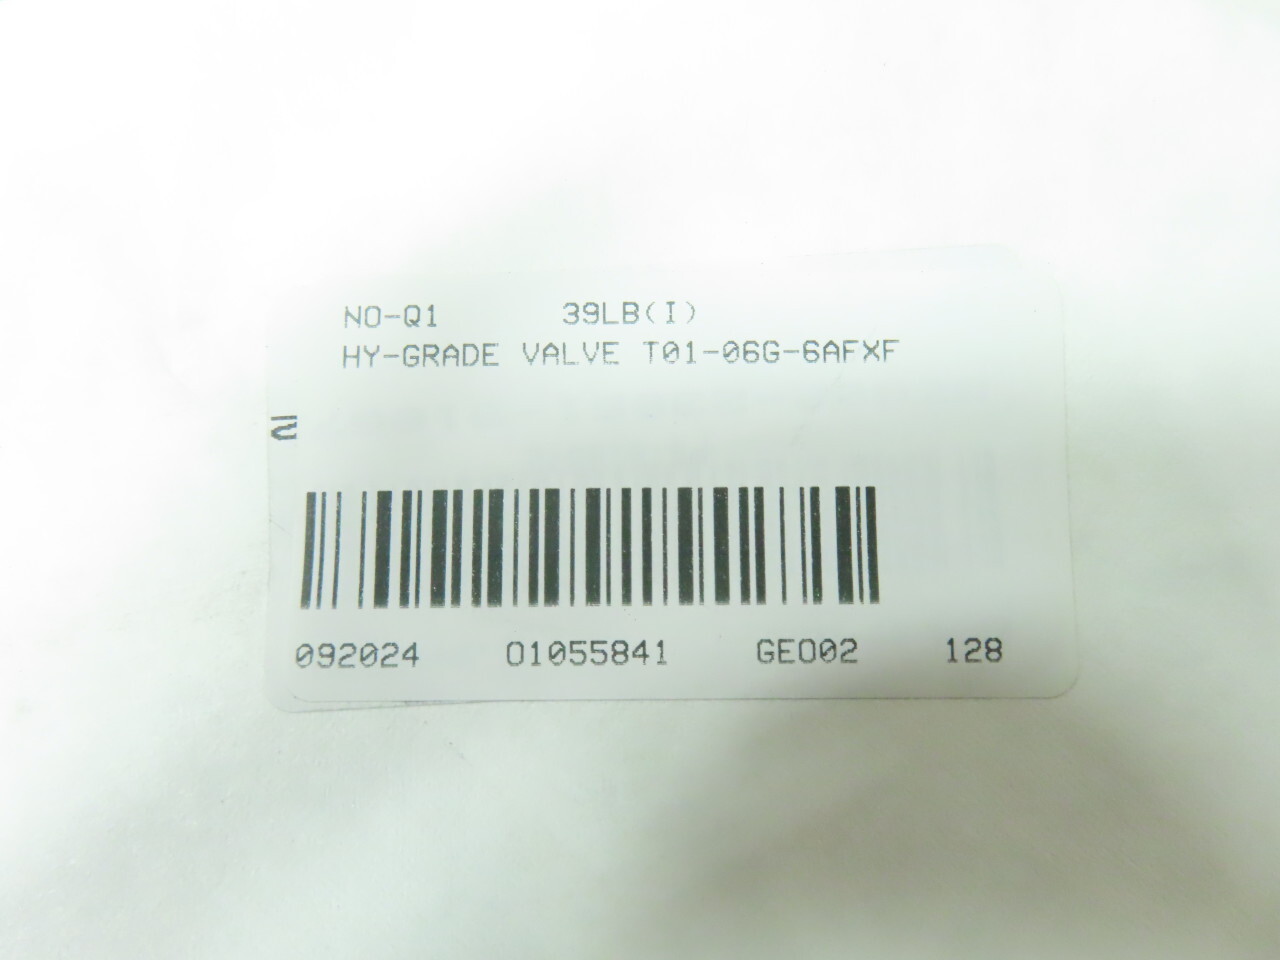 NO-Q1 39LB(I)
HY-GRADE VALVE T01-06G-6AFXF
092024 01055841 GE002 128